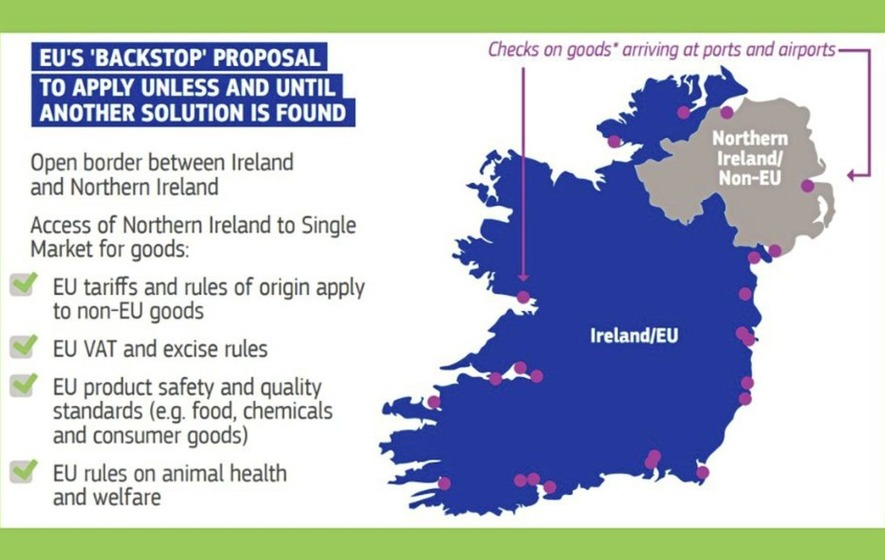 EU'S 'BACKSTOP' PROPOSAL
TO APPLY UNLESS AND UNTIL
ANOTHER SOLUTION IS FOUND
Open border between Ireland
and Northern Ireland
Access of Northern Ireland to Single
Market for goods:
EU tariffs and rules of origin apply
to non-EU goods
EU VAT and excise rules
EU product safety and quality
standards (e.g. food, chemicals
and consumer goods)
EU rules on animal health
and welfare
Checks on goods* arriving at ports and airports
Northern
Ireland/
Non-EU
Ireland/EU